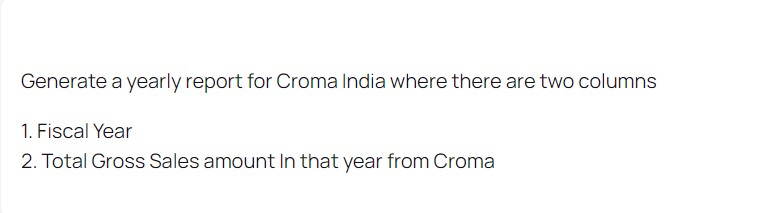 Generate a yearly report for Croma India where there are two columns
1. Fiscal Year
2. Total Gross Sales amount In that year from Croma